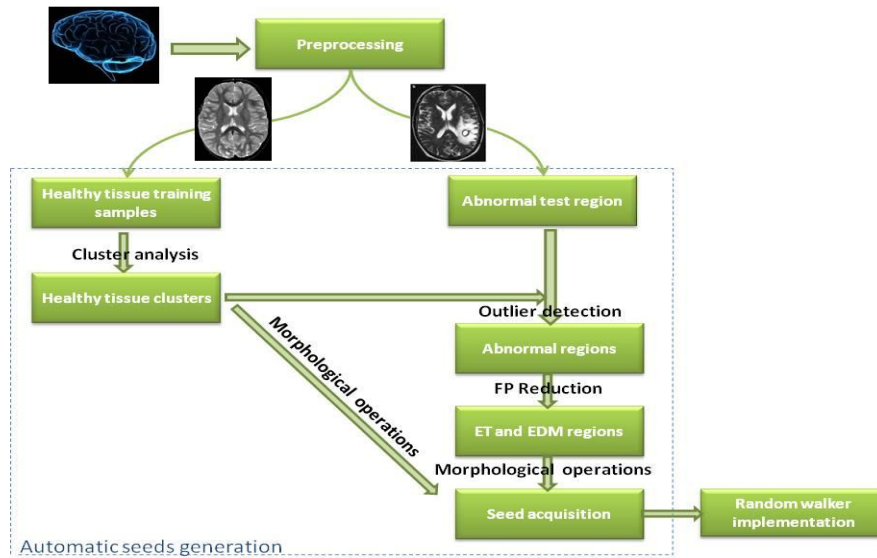 Preprocessing
Healthy tissue training
samples
Abnormal test region
Cluster analysis
Healthy tissue clusters
Outlier detection
Morphological operations
Abnormal regions
FP Reduction
ET and EDM regions
Morphological operations
Seed acquisition
Random walker
implementation
Automatic seeds generation